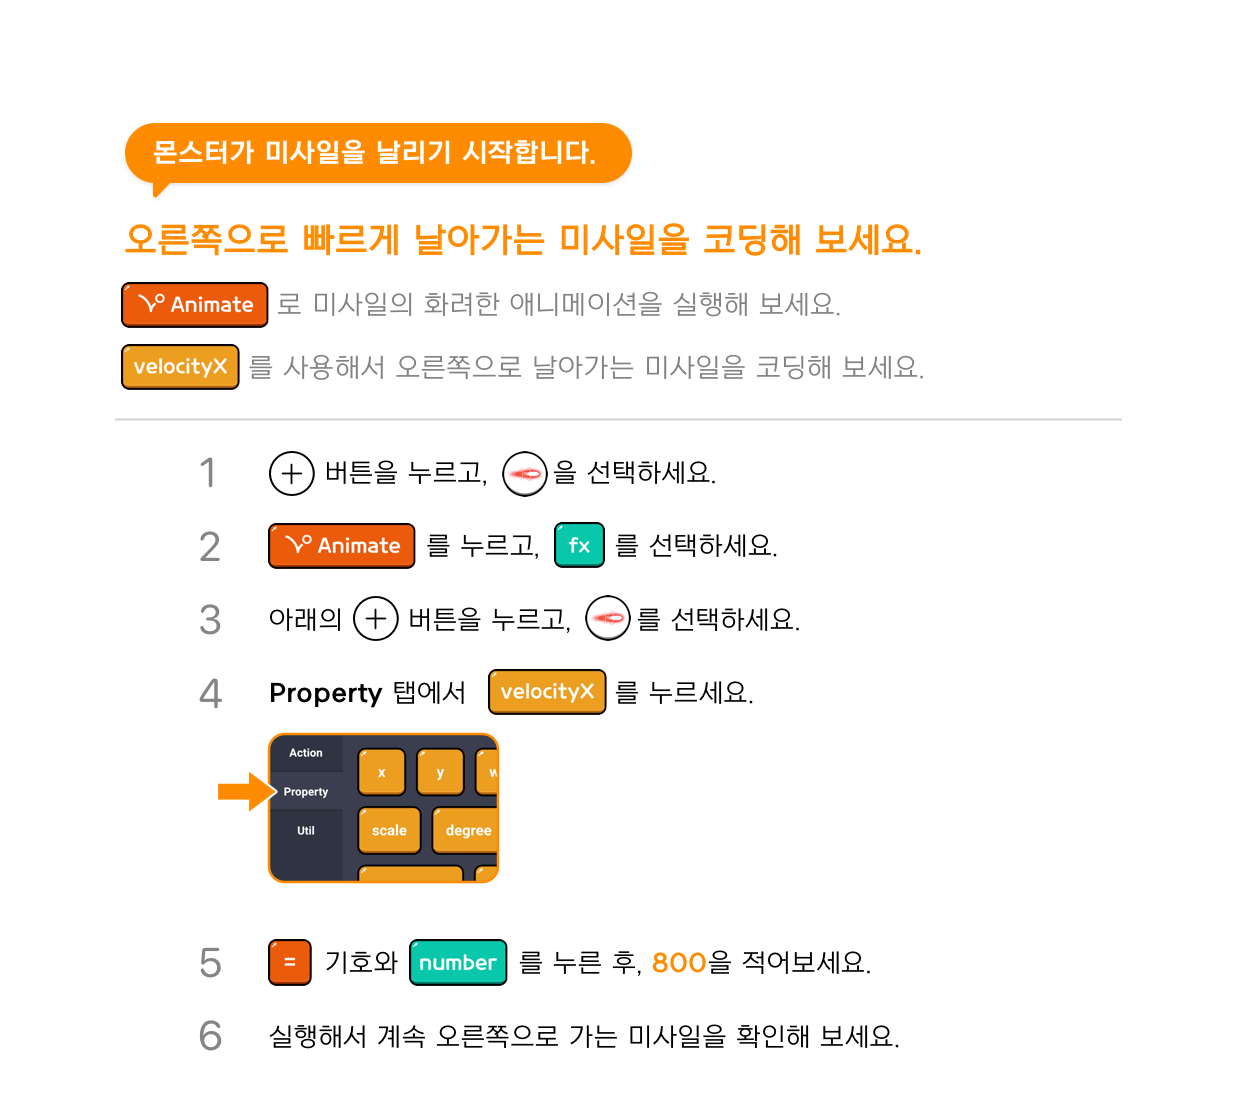 몬스터가 미사일을 날리기 시작합니다.
오른쪽으로 빠르게 날아가는 미사일을 코딩해 보세요.
Animate 로 미사일의 화려한 애니메이션을 실행해 보세요.
velocityX 를 사용해서 오른쪽으로 날아가는 미사일을 코딩해 보세요.
1 + 버튼을 누르고, 을 선택하세요.
2 Animate 를 누르고, fx 를 선택하세요.
3 아래의 + 버튼을 누르고, 를 선택하세요.
4 Property 탭에서 velocityX 를 누르세요.
Action
x y w
Property
Util
scale degree
5 = 기호와 number 를 누른 후, 800을 적어보세요.
6 실행해서 계속 오른쪽으로 가는 미사일을 확인해 보세요.